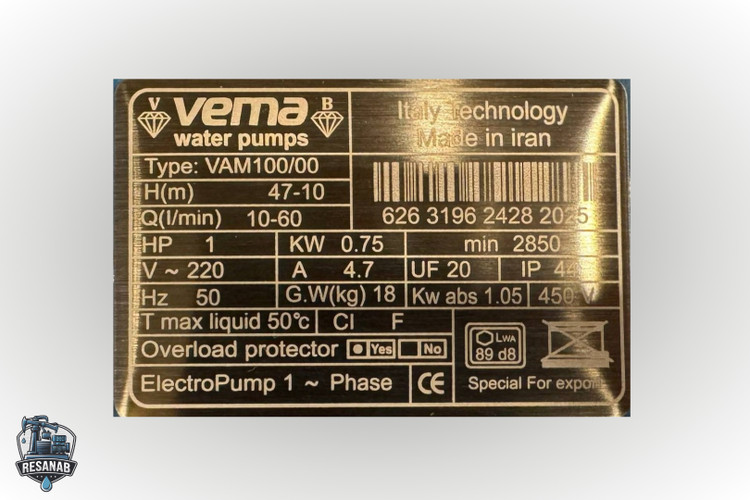 V vema B
water pumps
Italy Technology
Made in iran
Type: VAM100/00
H(m) 47-10
Q(l/min) 10-60
626 3196 2428 2025
HP 1 KW 0.75 min 2850
V ~ 220 A 4.7 UF 20 IP 44
Hz 50 G.W(kg) 18 Kw abs 1.05 450 V
T max liquid 50°c Cl F
Overload protector Yes No
LWA
89 d8
ElectroPump 1 ~ Phase CE Special For export
RESANAB